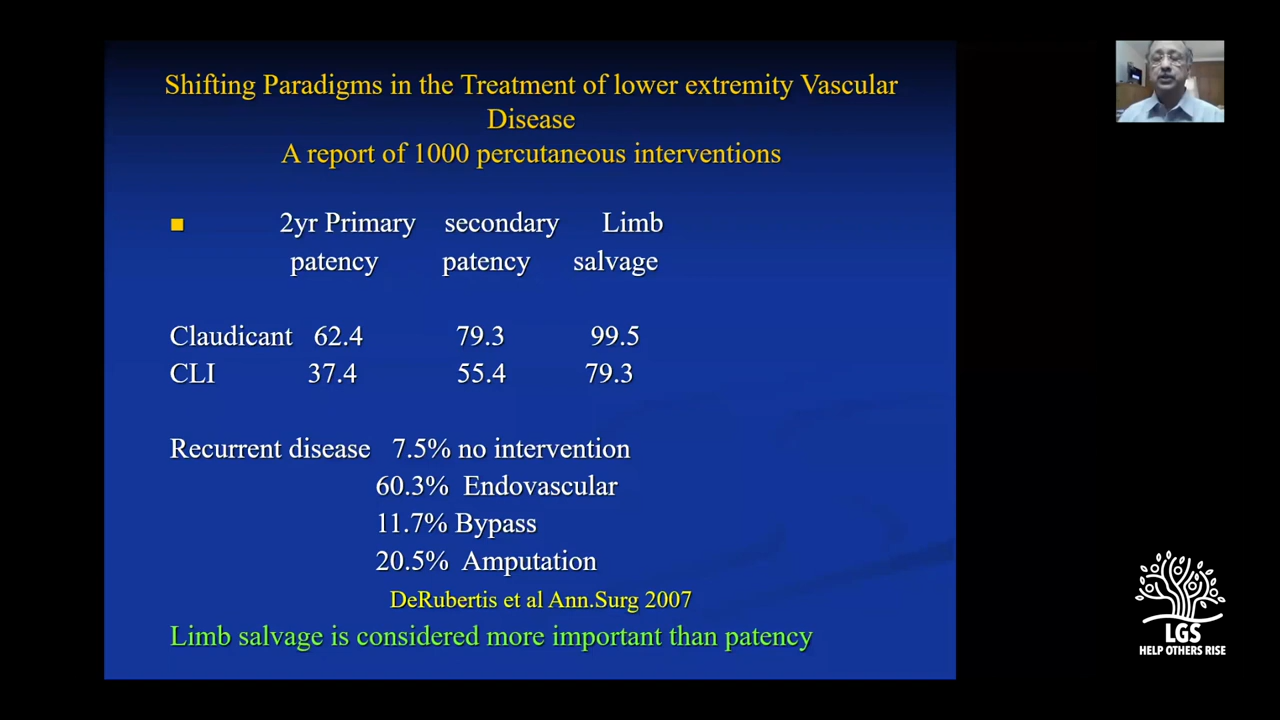 Shifting Paradigms in the Treatment of lower extremity Vascular
Disease
A report of 1000 percutaneous interventions
2yr Primary secondary Limb
patency patency salvage
Claudicant 62.4 79.3 99.5
CLI 37.4 55.4 79.3
Recurrent disease 7.5% no intervention
60.3% Endovascular
11.7% Bypass
20.5% Amputation
DeRubertis et al Ann.Surg 2007
Limb salvage is considered more important than patency
LGS
HELP OTHERS RISE